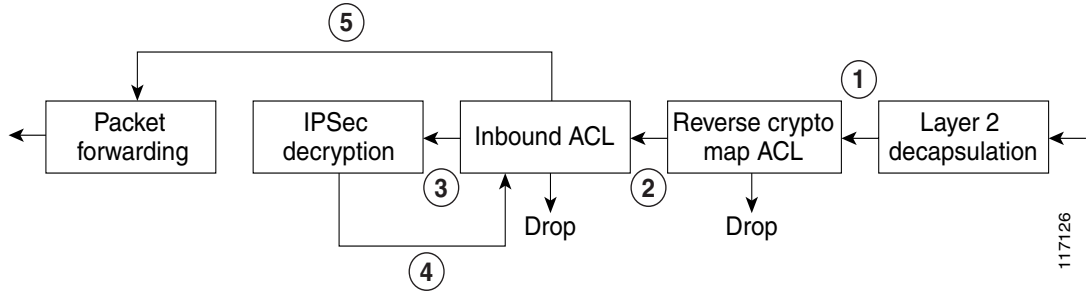 5
1
Packet
forwarding
IPSec
decryption
Inbound ACL
Reverse crypto
map ACL
Layer 2
decapsulation
3
2
Drop
Drop
4
117126